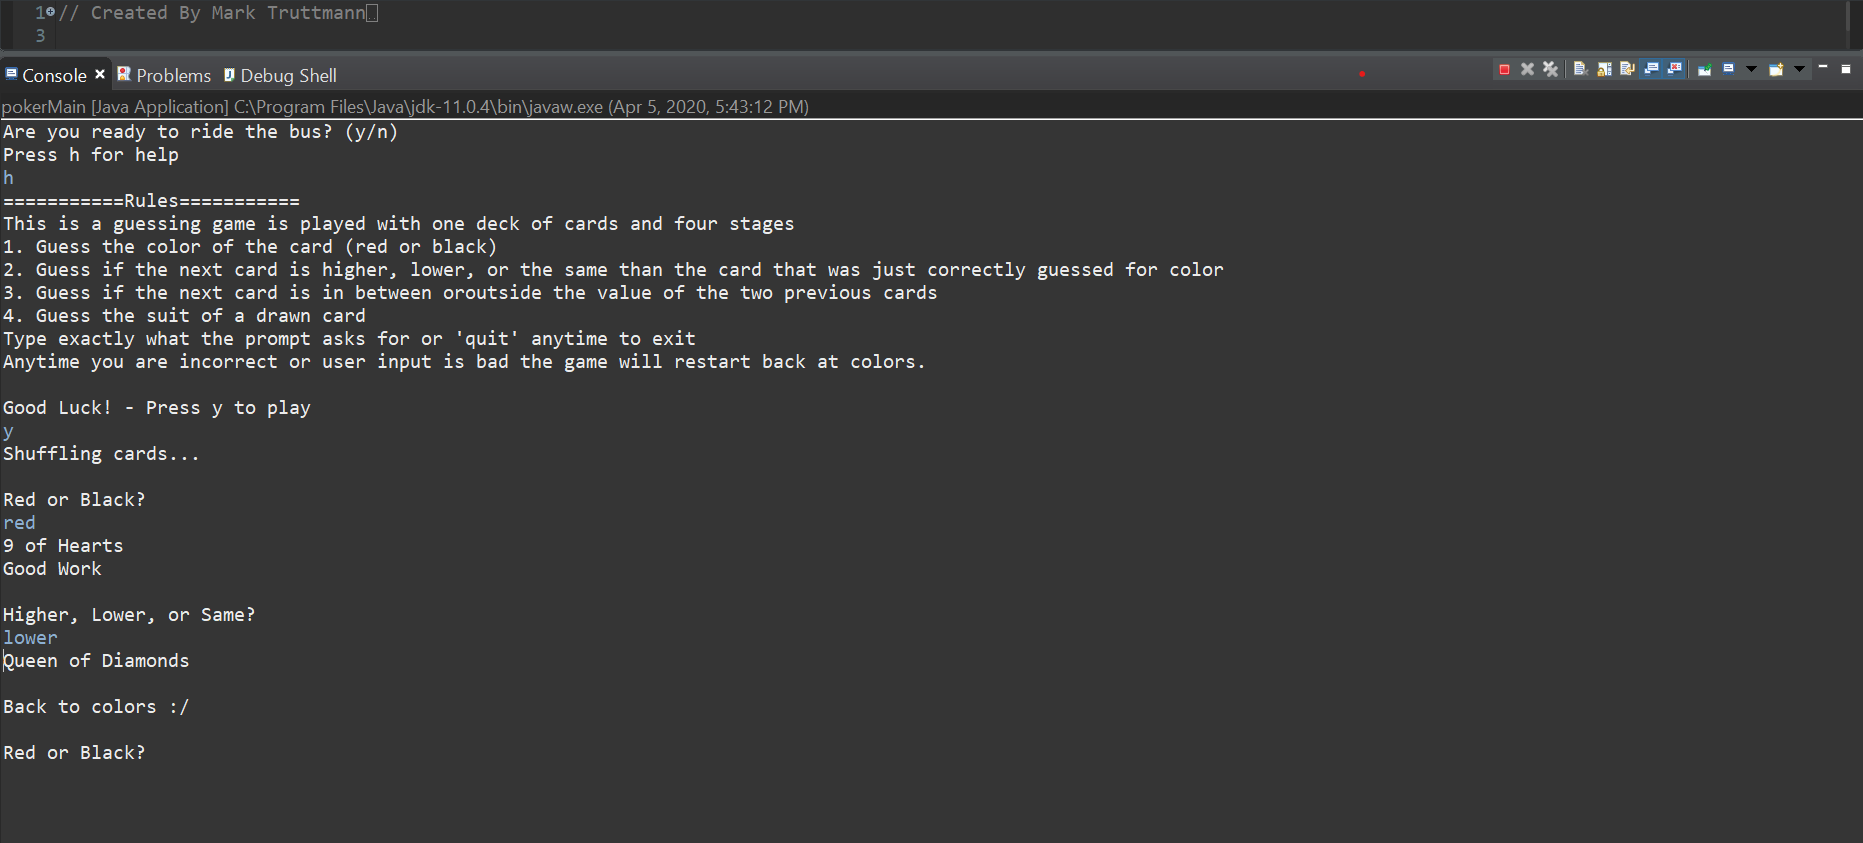 1 // Created By Mark Truttmann
3
Console Problems Debug Shell
pokerMain [Java Application] C:\Program Files\Java\jdk-11.0.4\bin\javaw.exe (Apr 5, 2020, 5:43:12 PM)
Are you ready to ride the bus? (y/n)
Press h for help
h
===========Rules===========
This is a guessing game is played with one deck of cards and four stages
1. Guess the color of the card (red or black)
2. Guess if the next card is higher, lower, or the same than the card that was just correctly guessed for color
3. Guess if the next card is in between oroutside the value of the two previous cards
4. Guess the suit of a drawn card
Type exactly what the prompt asks for or 'quit' anytime to exit
Anytime you are incorrect or user input is bad the game will restart back at colors.
Good Luck! - Press y to play
y
Shuffling cards...
Red or Black?
red
9 of Hearts
Good Work
Higher, Lower, or Same?
lower
Queen of Diamonds
Back to colors :/
Red or Black?